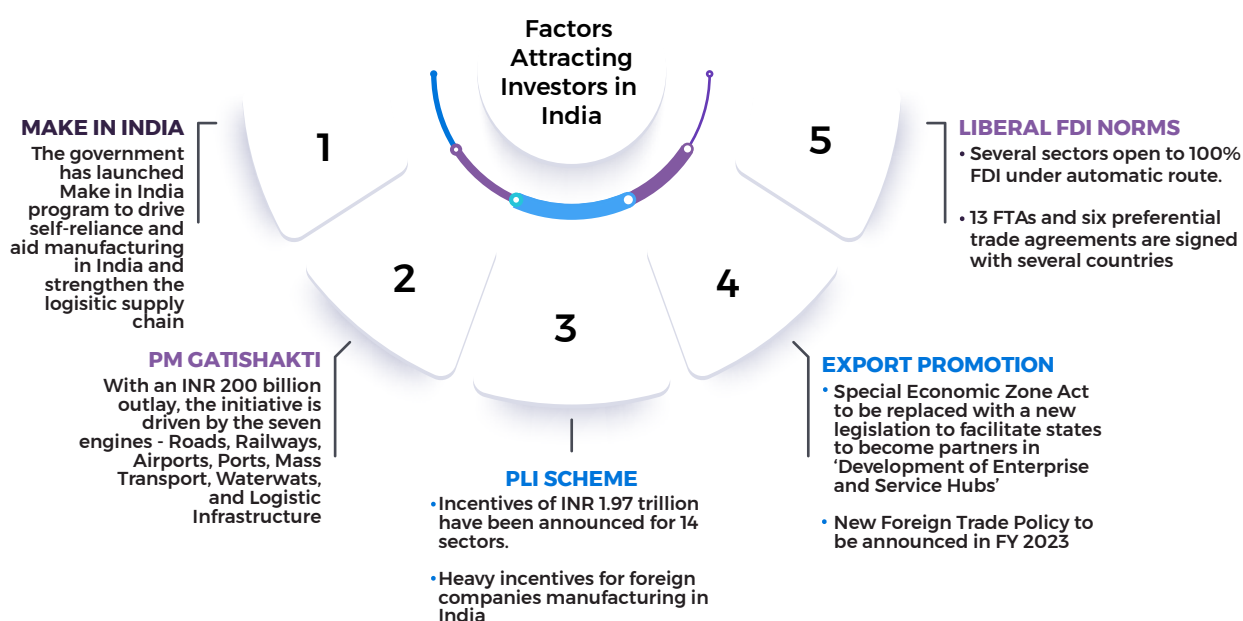 Factors
Attracting
Investors in
India
1
MAKE IN INDIA
The government
has launched
Make in India
program to drive
self-reliance and
aid manufacturing
in India and
strengthen the
logisitic supply
chain
2
PM GATISHAKTI
With an INR 200 billion
outlay, the initiative is
driven by the seven
engines - Roads, Railways,
Airports, Ports, Mass
Transport, Waterwats,
and Logistic
Infrastructure
3
PLI SCHEME
• Incentives of INR 1.97 trillion
have been announced for 14
sectors.
• Heavy incentives for foreign
companies manufacturing in
India
4
EXPORT PROMOTION
• Special Economic Zone Act
to be replaced with a new
legislation to facilitate states
to become partners in
‘Development of Enterprise
and Service Hubs’
• New Foreign Trade Policy to
be announced in FY 2023
5
LIBERAL FDI NORMS
• Several sectors open to 100%
FDI under automatic route.
• 13 FTAs and six preferential
trade agreements are signed
with several countries